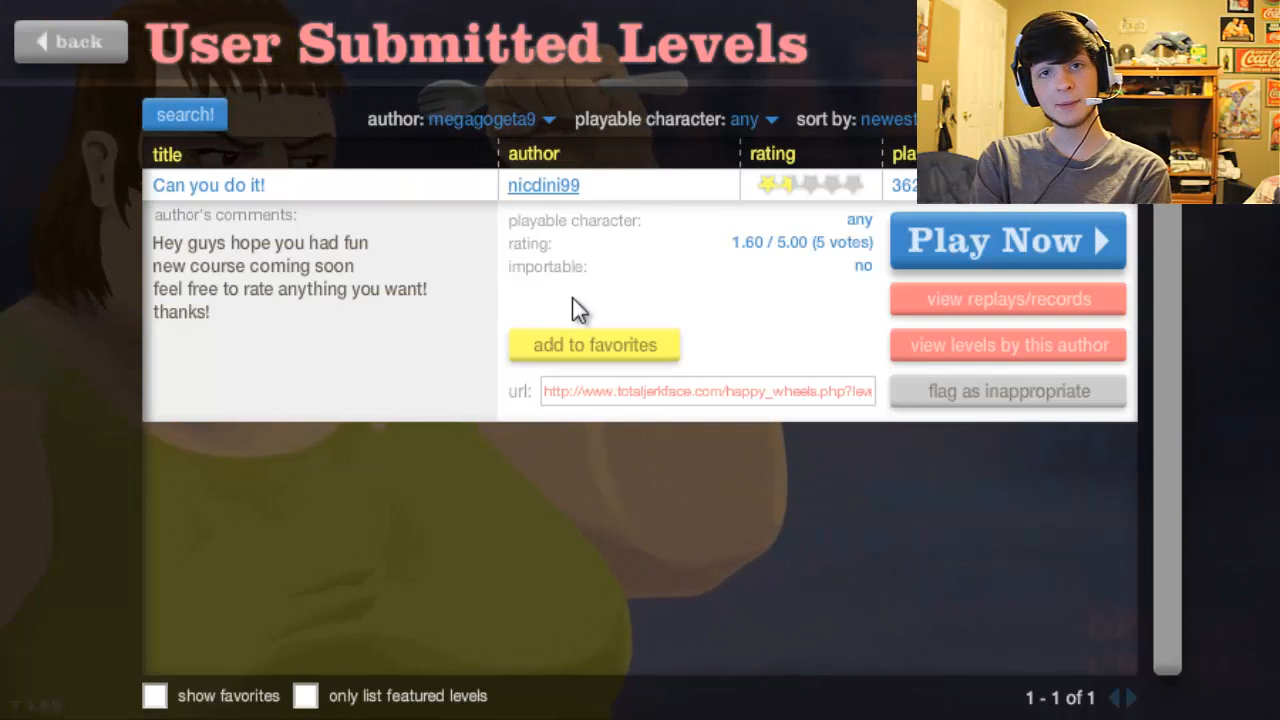 back
User Submitted Levels
search!
author: megagogeta9
playable character: any
sort by: newest
title
author
rating
pla
Can you do it!
nicdini99
362
author's comments:
Hey guys hope you had fun
new course coming soon
feel free to rate anything you want!
thanks!
playable character: any
rating: 1.60 / 5.00 (5 votes)
importable: no
add to favorites
url: http://www.totaljerkface.com/happy_wheels.php?lev
Play Now
view replays/records
view levels by this author
flag as inappropriate
show favorites
only list featured levels
1 - 1 of 1